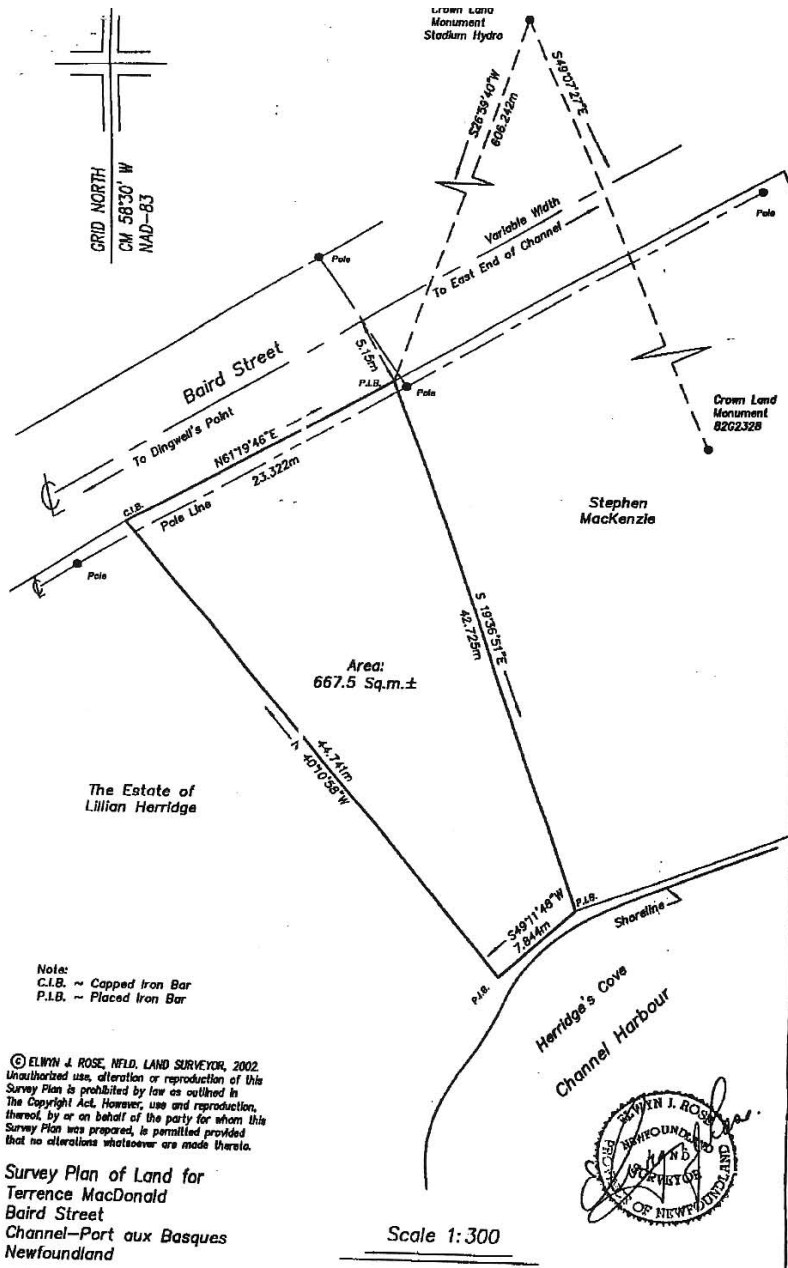 Crown Land
Monument
Stadium Hydro
S26°59'40"W
606.242m
S49°07'27"E
GRID NORTH
CM 58°30' W
NAD-83
Pole
Variable Width
To East End of Channel
Pole
Baird Street
5.15m
P.I.B.
Pole
To Dingwell's Point
N61°19'46"E
23.322m
C.I.B.
Pole Line
Pole
Crown Land
Monument
82G2328
Stephen
MacKenzie
S 19°36'51"E
42.725m
Area:
667.5 Sq.m.±
44.741m
N 40°10'58"W
The Estate of
Lillian Herridge
S49°11'48"W
7.844m
P.I.B.
Shoreline
P.I.B.
Herridge's Cove
Channel Harbour
Note:
C.I.B. ~ Capped Iron Bar
P.I.B. ~ Placed Iron Bar
© ELWYN J. ROSE, NFLD. LAND SURVEYOR, 2002.
Unauthorized use, alteration or reproduction of this
Survey Plan is prohibited by law as outlined in
The Copyright Act. However, use and reproduction,
thereof, by or on behalf of the party for whom this
Survey Plan was prepared, is permitted provided
that no alterations whatsoever are made thereto.
Survey Plan of Land for
Terrence MacDonald
Baird Street
Channel-Port aux Basques
Newfoundland
Scale 1:300
ELWYN J. ROSE
NEWFOUNDLAND
LAND
SURVEYOR
PROVINCE OF NEWFOUNDLAND